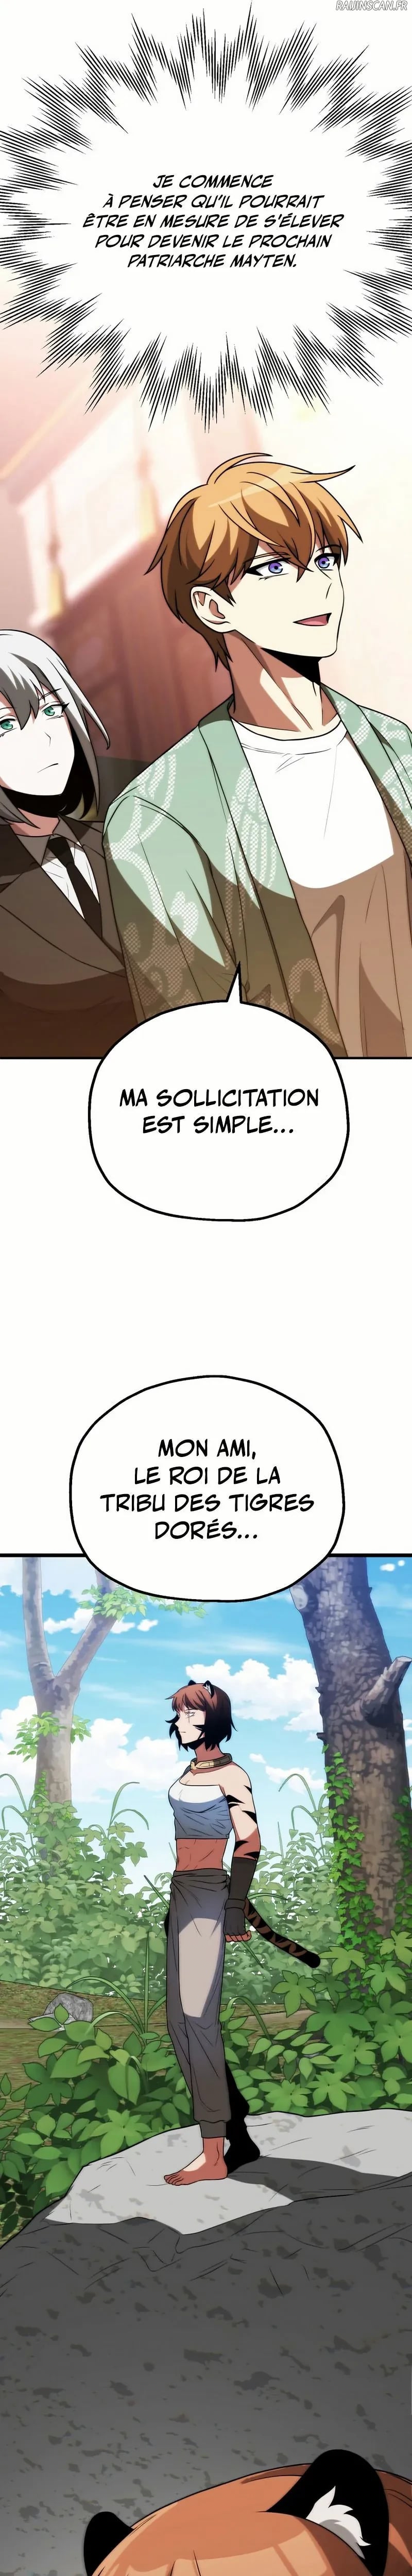 RAIJINSCAN.FR
JE COMMENCE
À PENSER QU'IL POURRAIT
ÊTRE EN MESURE DE S'ÉLEVER
POUR DEVENIR LE PROCHAIN
PATRIARCHE MAYTEN.
MA SOLLICITATION
EST SIMPLE...
MON AMI,
LE ROI DE LA
TRIBU DES TIGRES
DORÉS...